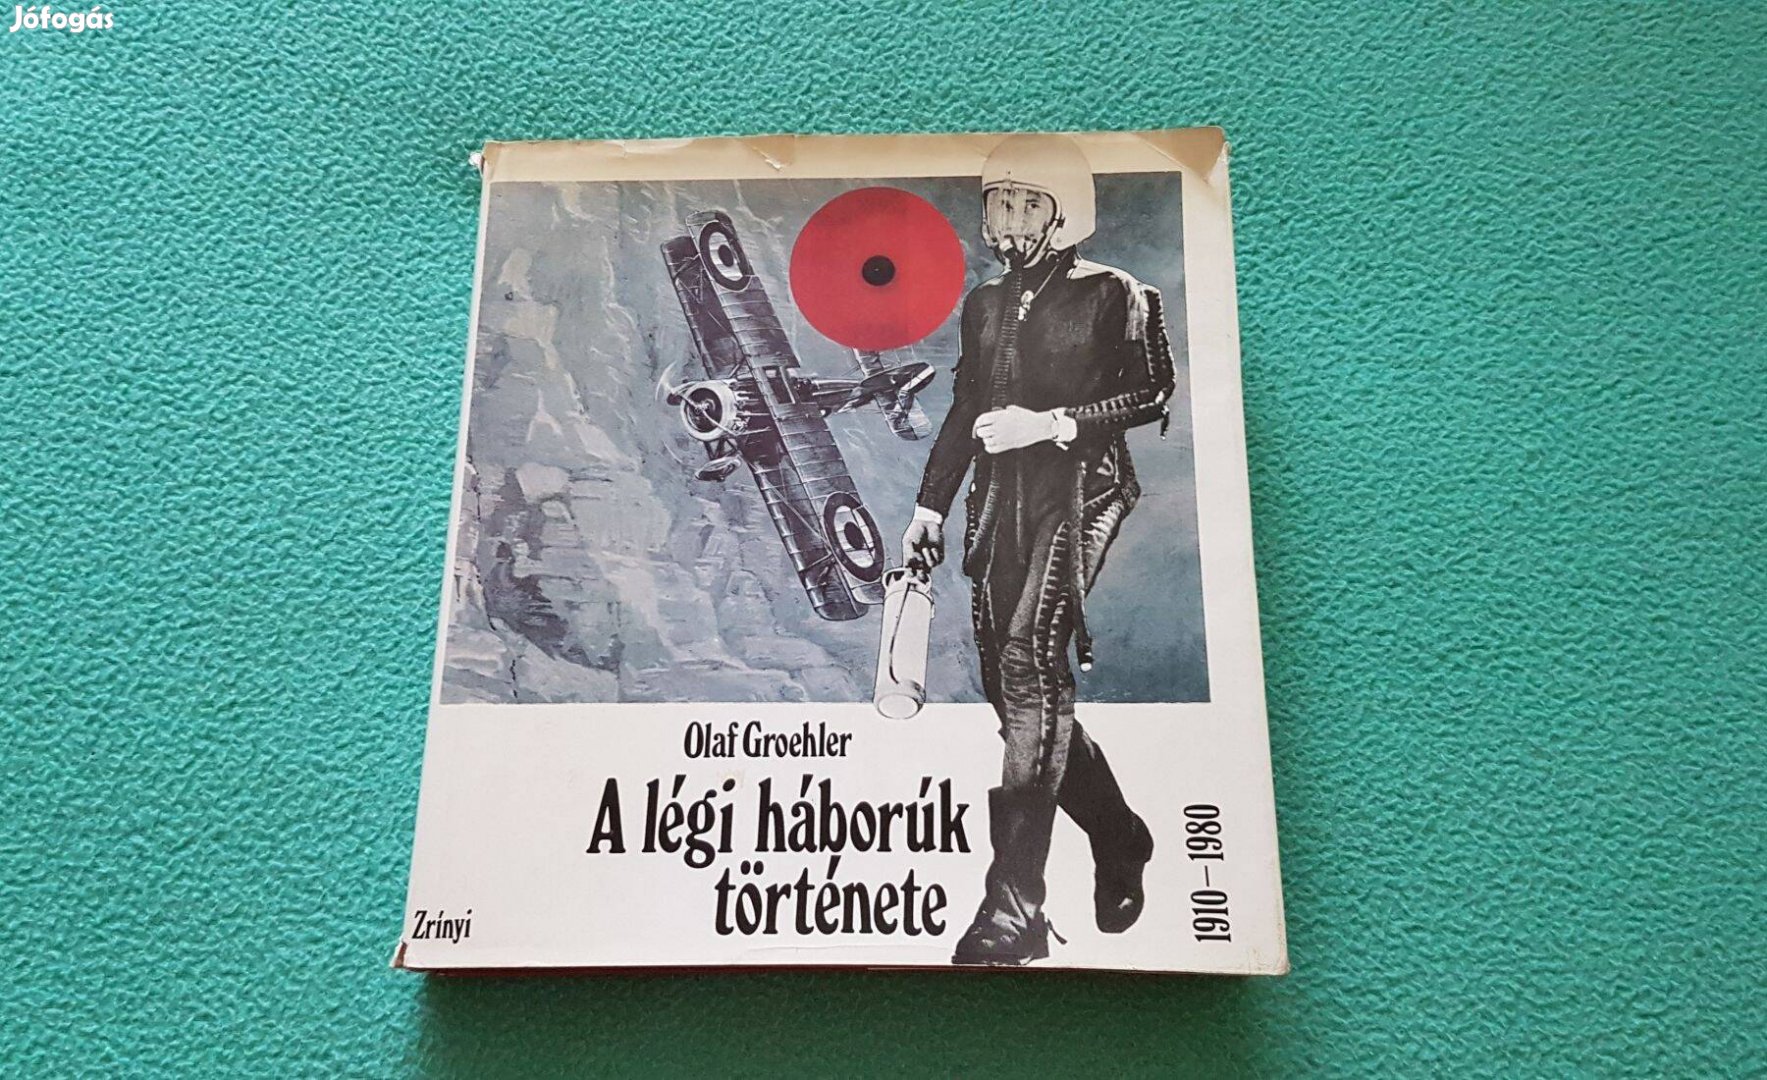 Jófogás
Olaf Groehler
A légi háborúk
története
1910–1980
Zrínyi